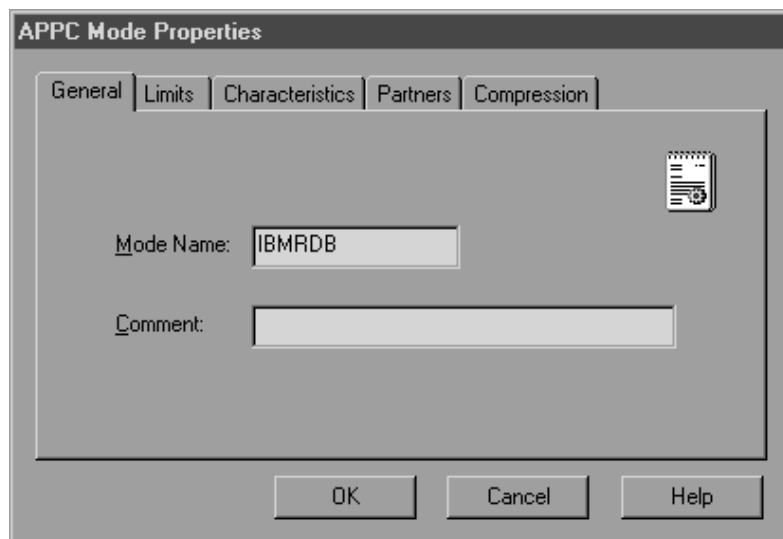 APPC Mode Properties
General Limits Characteristics Partners Compression
Mode Name: IBMRDB
Comment:
OK Cancel Help